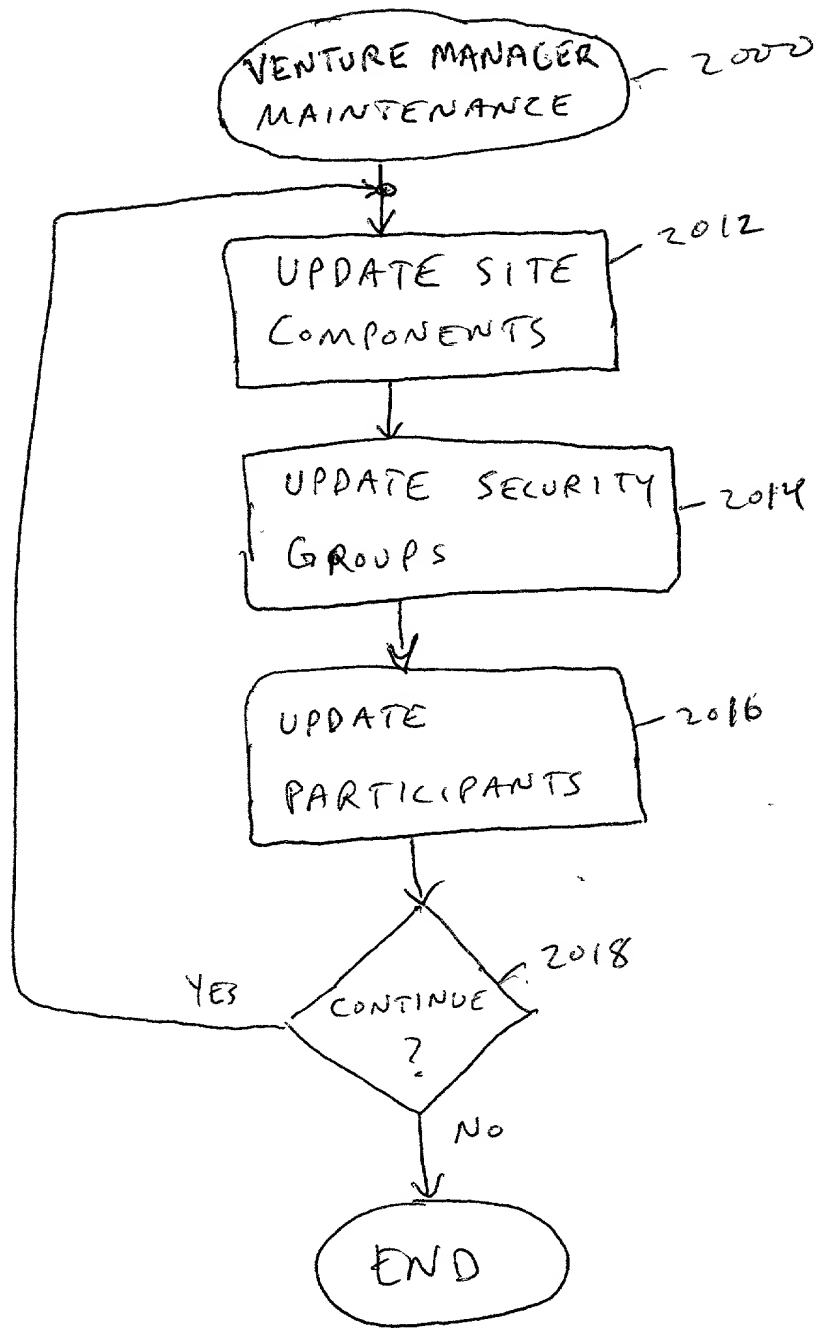 VENTURE MANAGER
MAINTENANCE
2000
UPDATE SITE
COMPONENTS
2012
UPDATE SECURITY
GROUPS
2014
UPDATE
PARTICIPANTS
2016
CONTINUE
?
2018
YES
NO
END